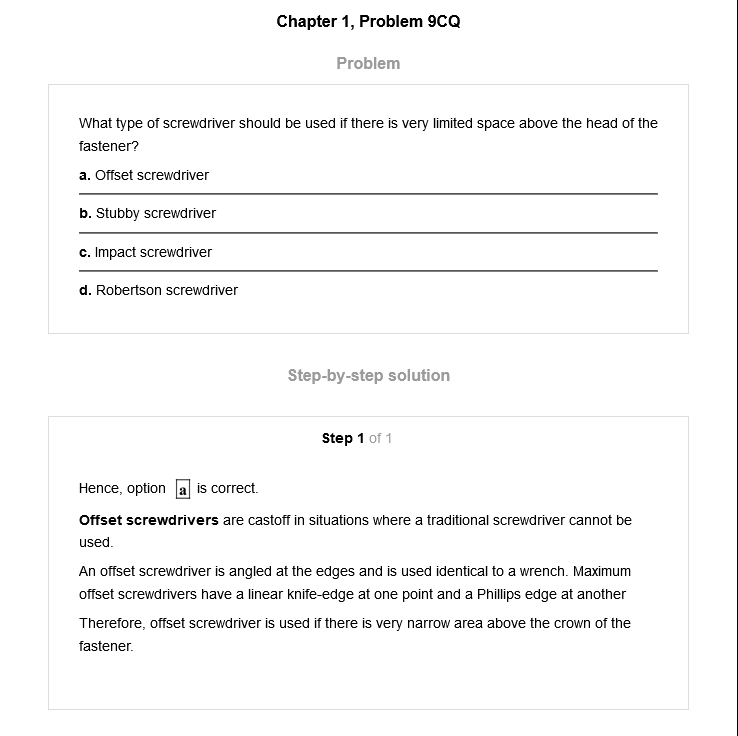 Chapter 1, Problem 9CQ
Problem
What type of screwdriver should be used if there is very limited space above the head of the
fastener?
a. Offset screwdriver
b. Stubby screwdriver
c. Impact screwdriver
d. Robertson screwdriver
Step-by-step solution
Step 1 of 1
Hence, option a is correct.
Offset screwdrivers are castoff in situations where a traditional screwdriver cannot be
used.
An offset screwdriver is angled at the edges and is used identical to a wrench. Maximum
offset screwdrivers have a linear knife-edge at one point and a Phillips edge at another
Therefore, offset screwdriver is used if there is very narrow area above the crown of the
fastener.